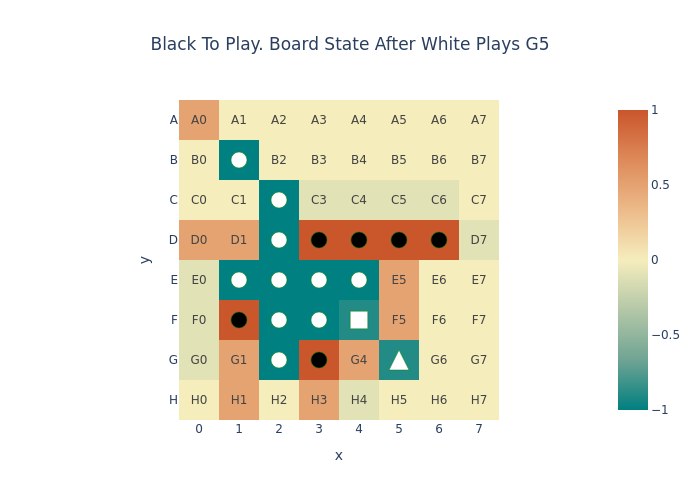 Black To Play. Board State After White Plays G5
A A0 A1 A2 A3 A4 A5 A6 A7
B B0 B2 B3 B4 B5 B6 B7
C C0 C1 C3 C4 C5 C6 C7
D D0 D1 D7
E E0 E5 E6 E7
F F0 F5 F6 F7
G G0 G1 G4 G6 G7
H H0 H1 H2 H3 H4 H5 H6 H7
0 1 2 3 4 5 6 7
x
y
1
0.5
0
−0.5
−1